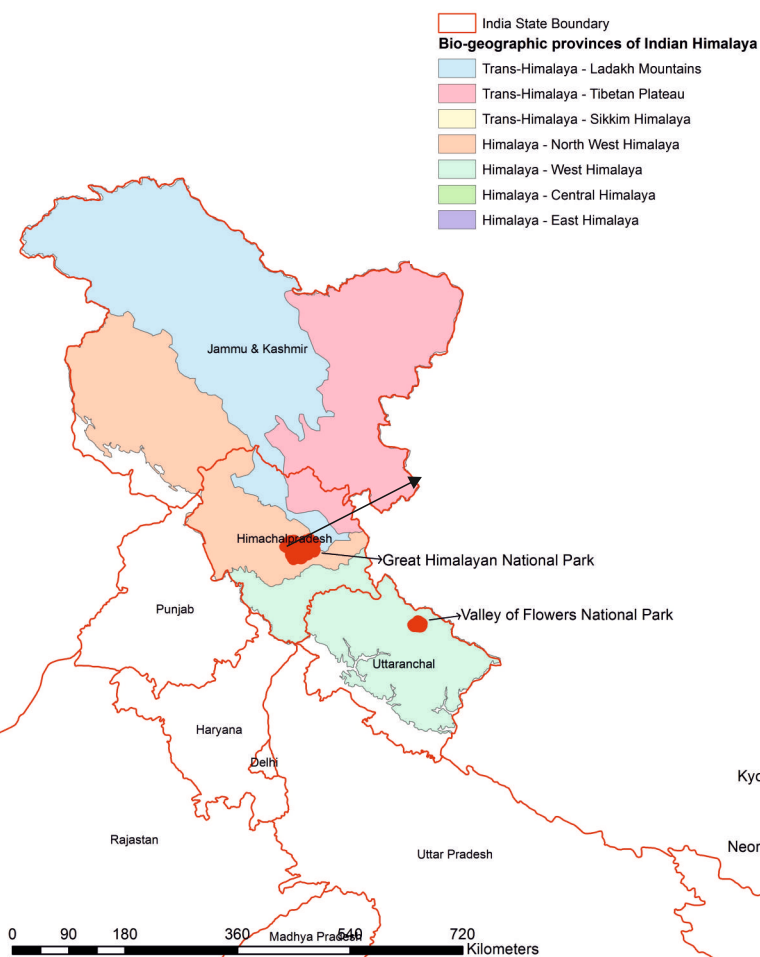 India State Boundary
Bio-geographic provinces of Indian Himalaya
Trans-Himalaya - Ladakh Mountains
Trans-Himalaya - Tibetan Plateau
Trans-Himalaya - Sikkim Himalaya
Himalaya - North West Himalaya
Himalaya - West Himalaya
Himalaya - Central Himalaya
Himalaya - East Himalaya
Jammu & Kashmir
Himachalpradesh
Great Himalayan National Park
Punjab
Valley of Flowers National Park
Uttaranchal
Haryana
Delhi
Kyo
Rajastan
Neor
Uttar Pradesh
Madhya Pradesh
0 90 180 360 540 720
Kilometers